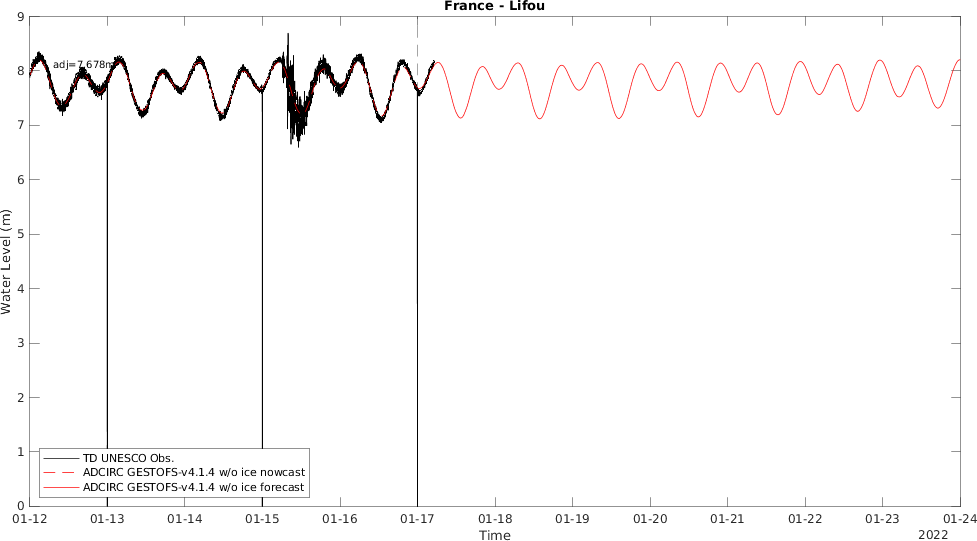 France - Lifou
adj=7.678m
Water Level (m)
9
8
7
6
5
4
3
2
1
0
TD UNESCO Obs.
ADCIRC GESTOFS-v4.1.4 w/o ice nowcast
ADCIRC GESTOFS-v4.1.4 w/o ice forecast
01-12 01-13 01-14 01-15 01-16 01-17 01-18 01-19 01-20 01-21 01-22 01-23 01-24
Time
2022